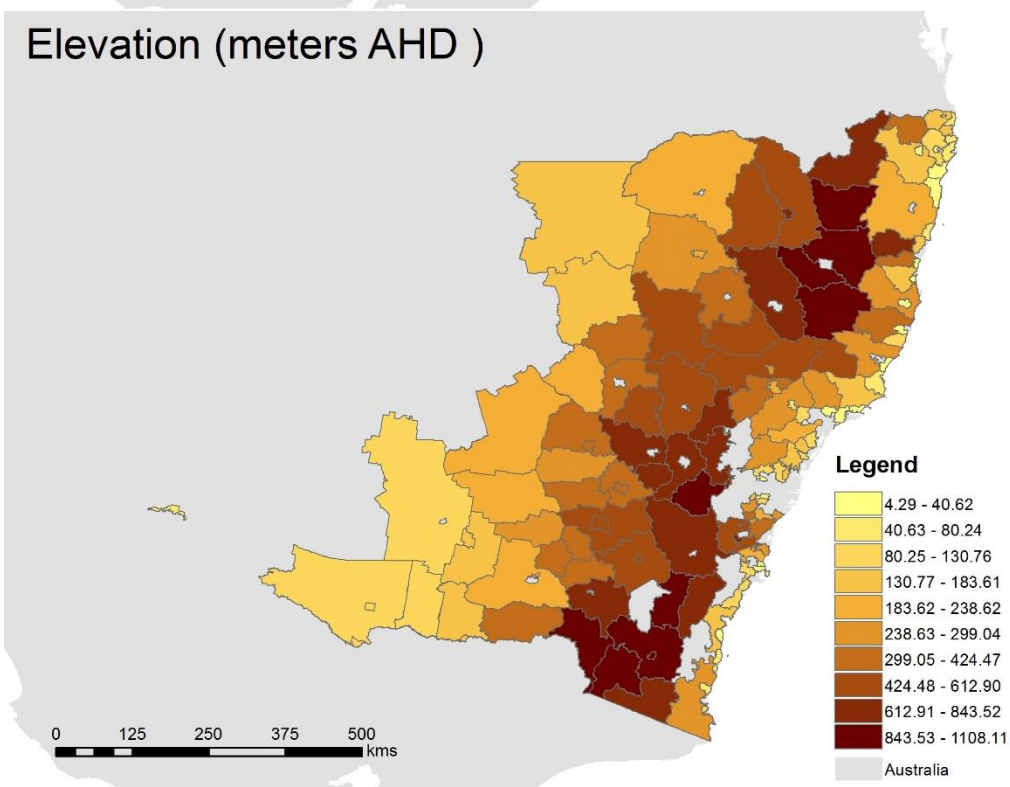 Elevation (meters AHD )
Legend
4.29 - 40.62
40.63 - 80.24
80.25 - 130.76
130.77 - 183.61
183.62 - 238.62
238.63 - 299.04
299.05 - 424.47
424.48 - 612.90
612.91 - 843.52
843.53 - 1108.11
Australia
0 125 250 375 500
kms